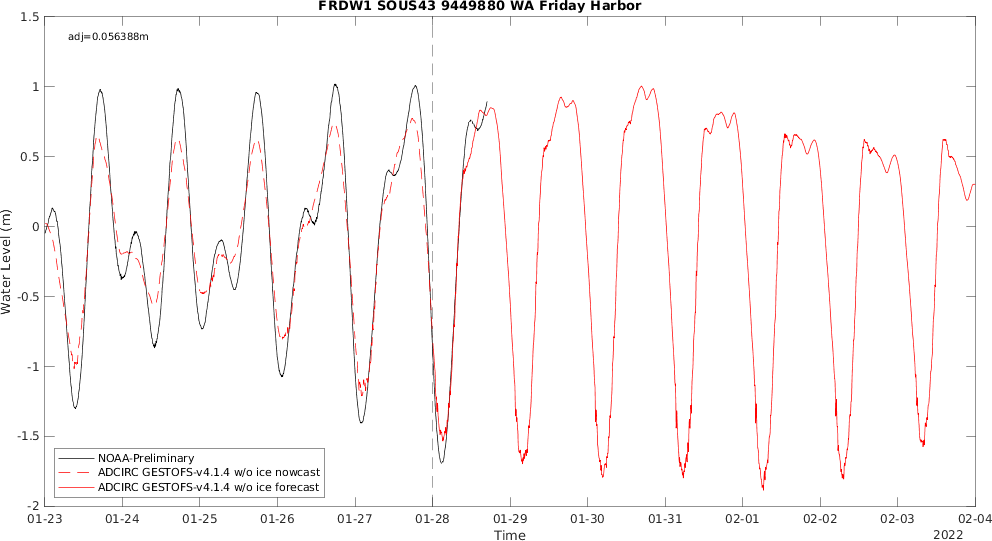 FRDW1 SOUS43 9449880 WA Friday Harbor
adj=0.056388m
1.5
1
0.5
0
-0.5
-1
-1.5
-2
Water Level (m)
NOAA-Preliminary
ADCIRC GESTOFS-v4.1.4 w/o ice nowcast
ADCIRC GESTOFS-v4.1.4 w/o ice forecast
01-23 01-24 01-25 01-26 01-27 01-28 01-29 01-30 01-31 02-01 02-02 02-03 02-04
Time
2022